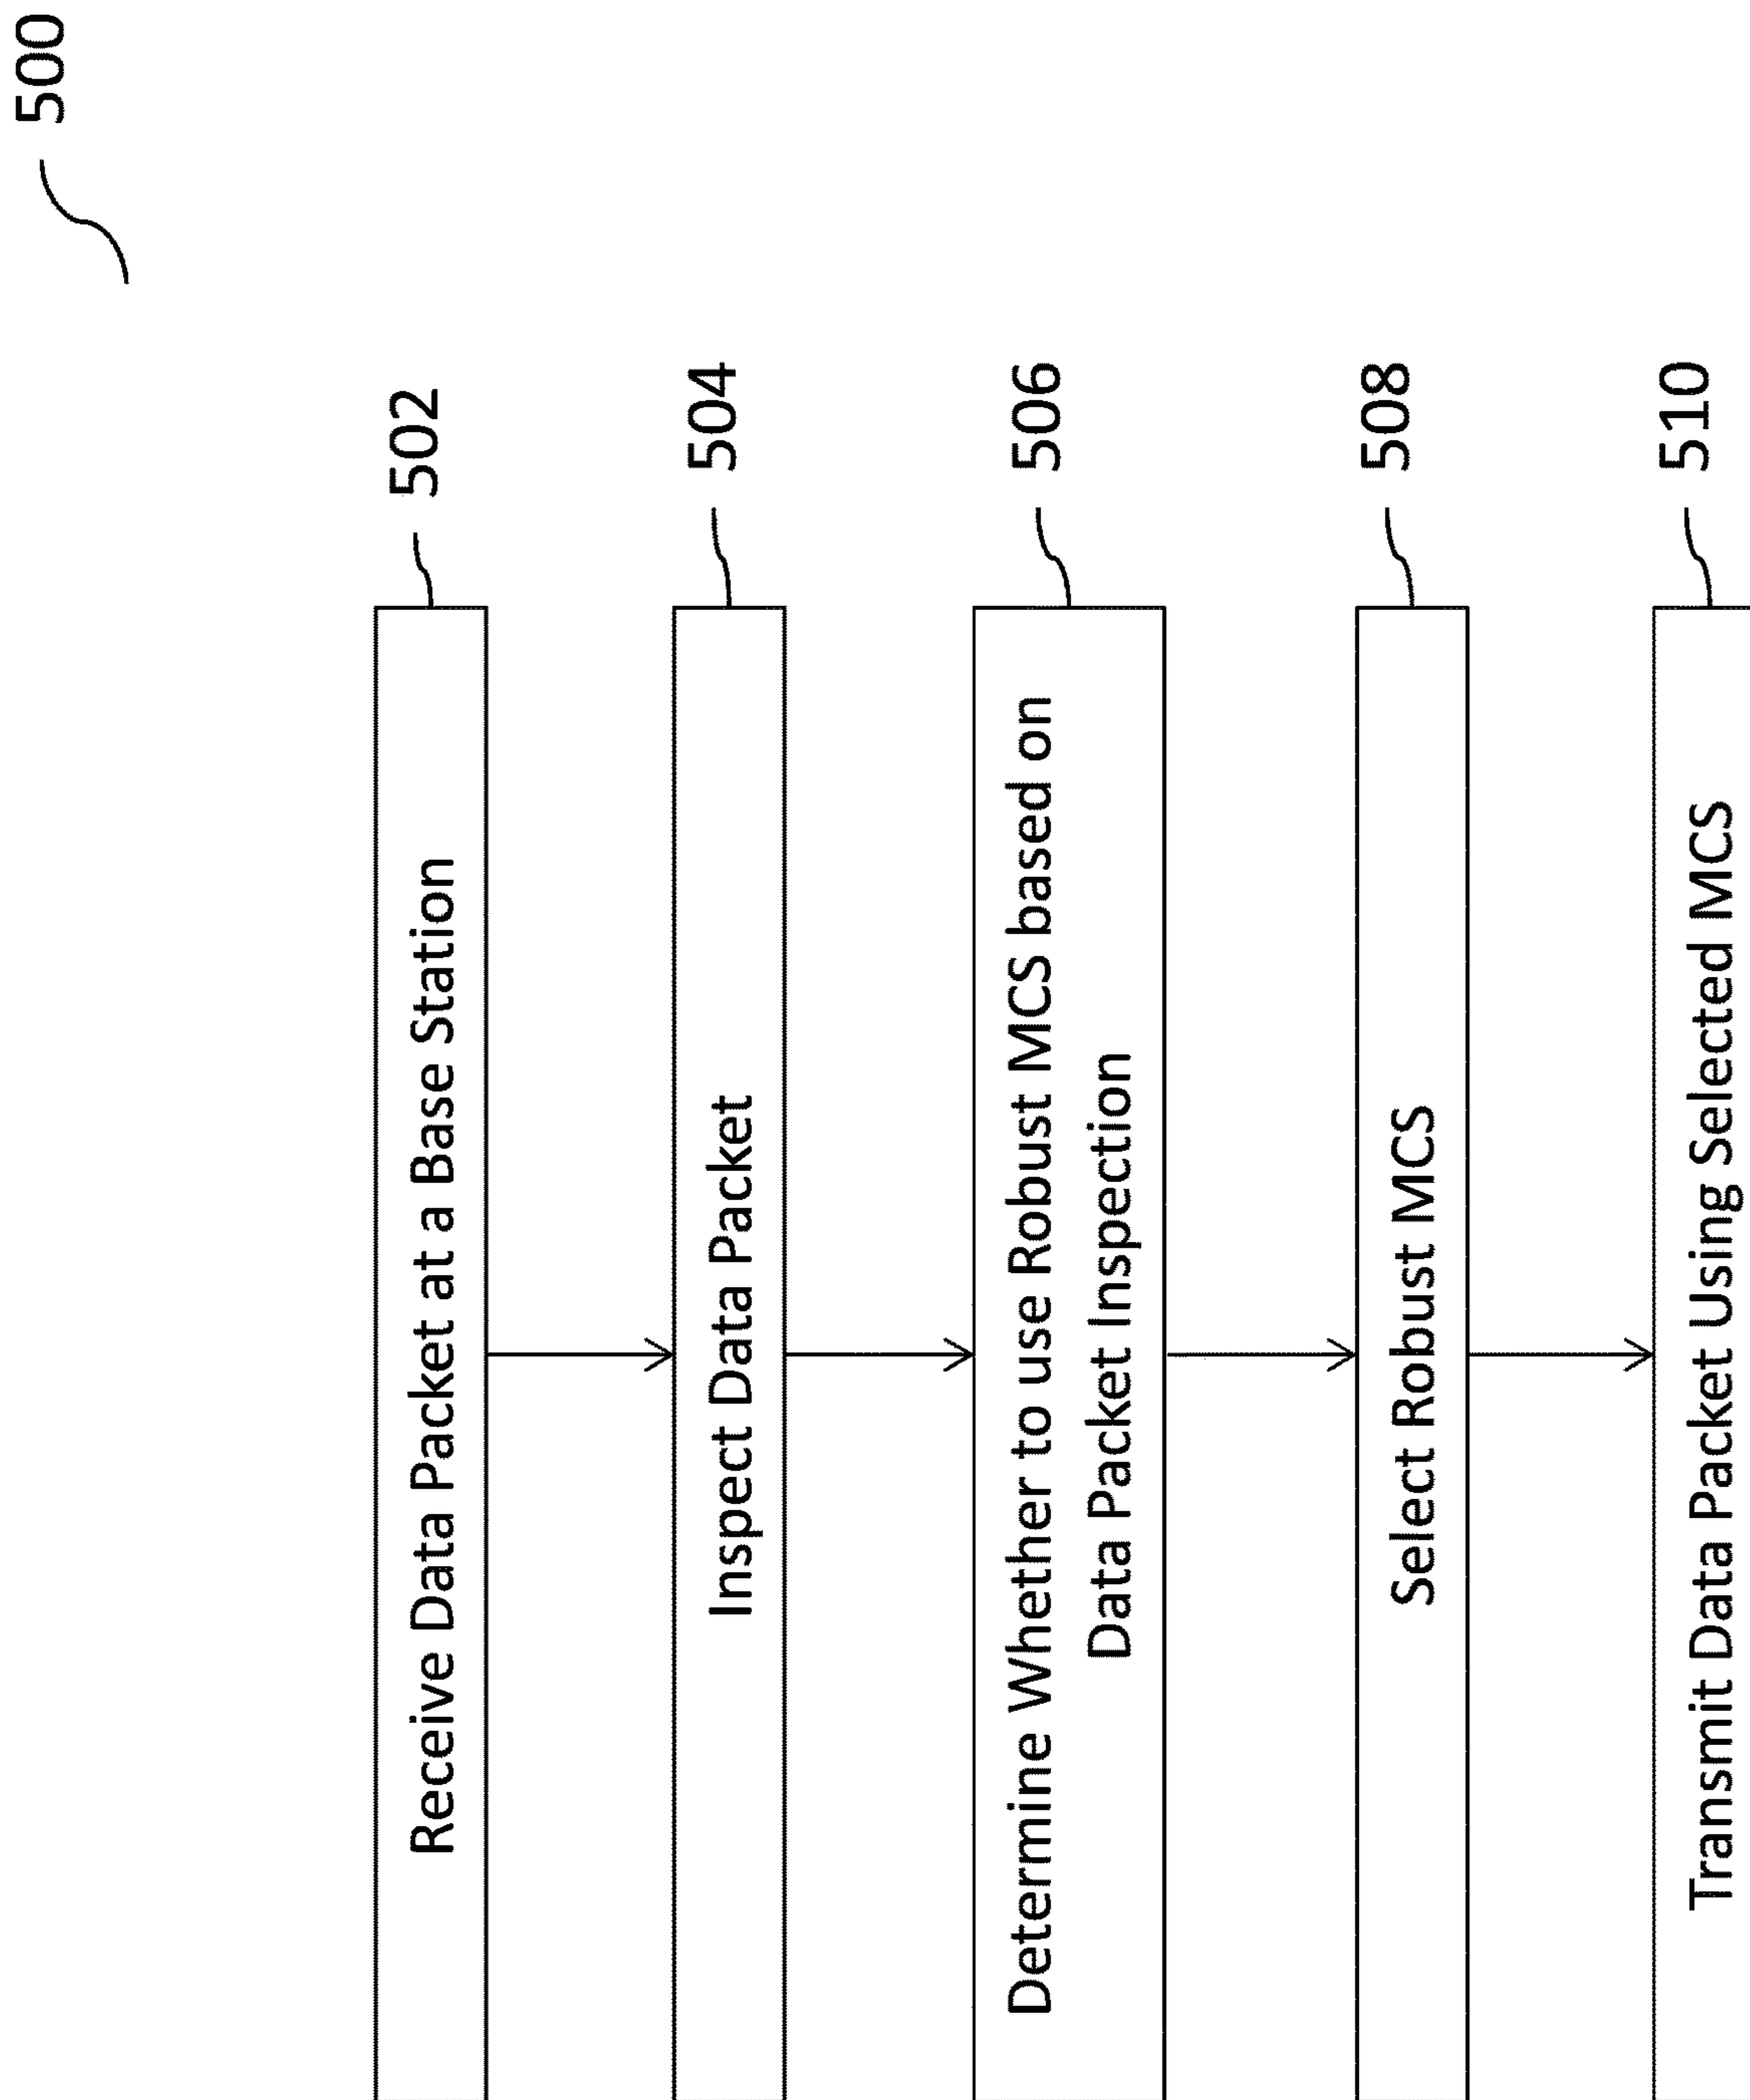 500
Receive Data Packet at a Base Station
502
Inspect Data Packet
504
Determine Whether to use Robust MCS based on
Data Packet Inspection
506
Select Robust MCS
508
Transmit Data Packet Using Selected MCS
510